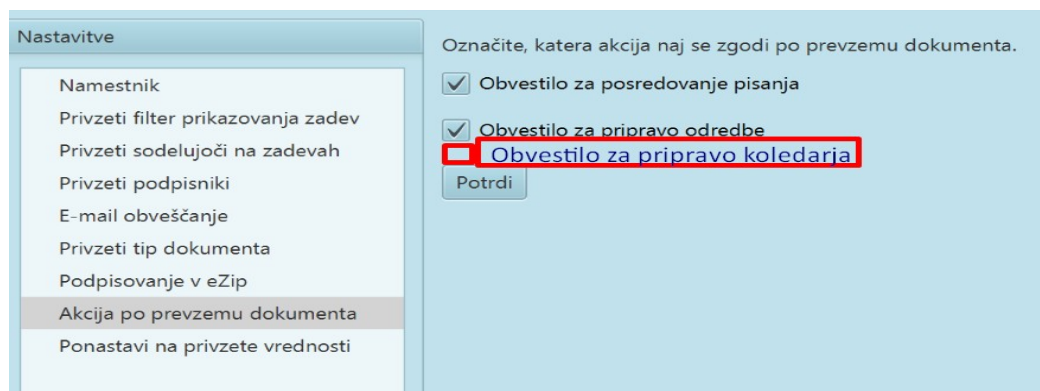 Nastavitve
Namestnik
Privzeti filter prikazovanja zadev
Privzeti sodelujoči na zadevah
Privzeti podpisniki
E-mail obveščanje
Privzeti tip dokumenta
Podpisovanje v eZip
Akcija po prevzemu dokumenta
Ponastavi na privzete vrednosti
Označite, katera akcija naj se zgodi po prevzemu dokumenta.
Obvestilo za posredovanje pisanja
Obvestilo za pripravo odredbe
Obvestilo za pripravo koledarja
Potrdi